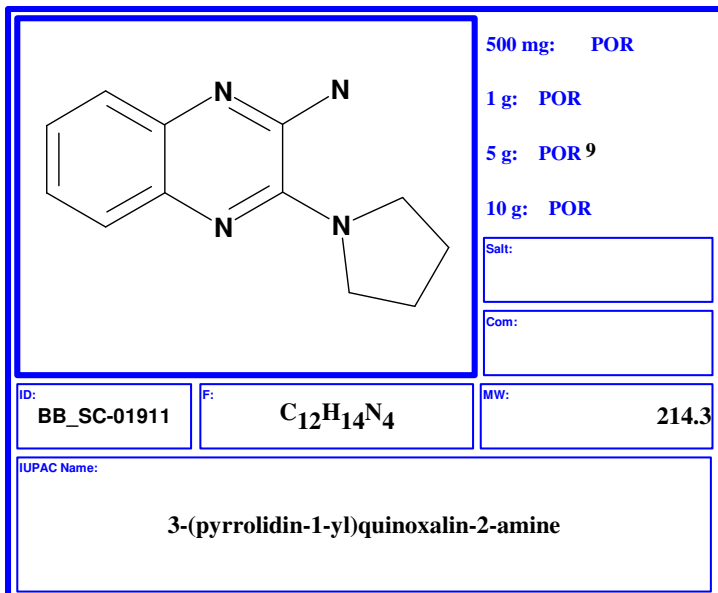 N
N
N
N
500 mg: POR
1 g: POR
5 g: POR 9
10 g: POR
Salt:
Com:
ID:
BB_SC-01911
F:
C12H14N4
MW:
214.3
IUPAC Name:
3-(pyrrolidin-1-yl)quinoxalin-2-amine